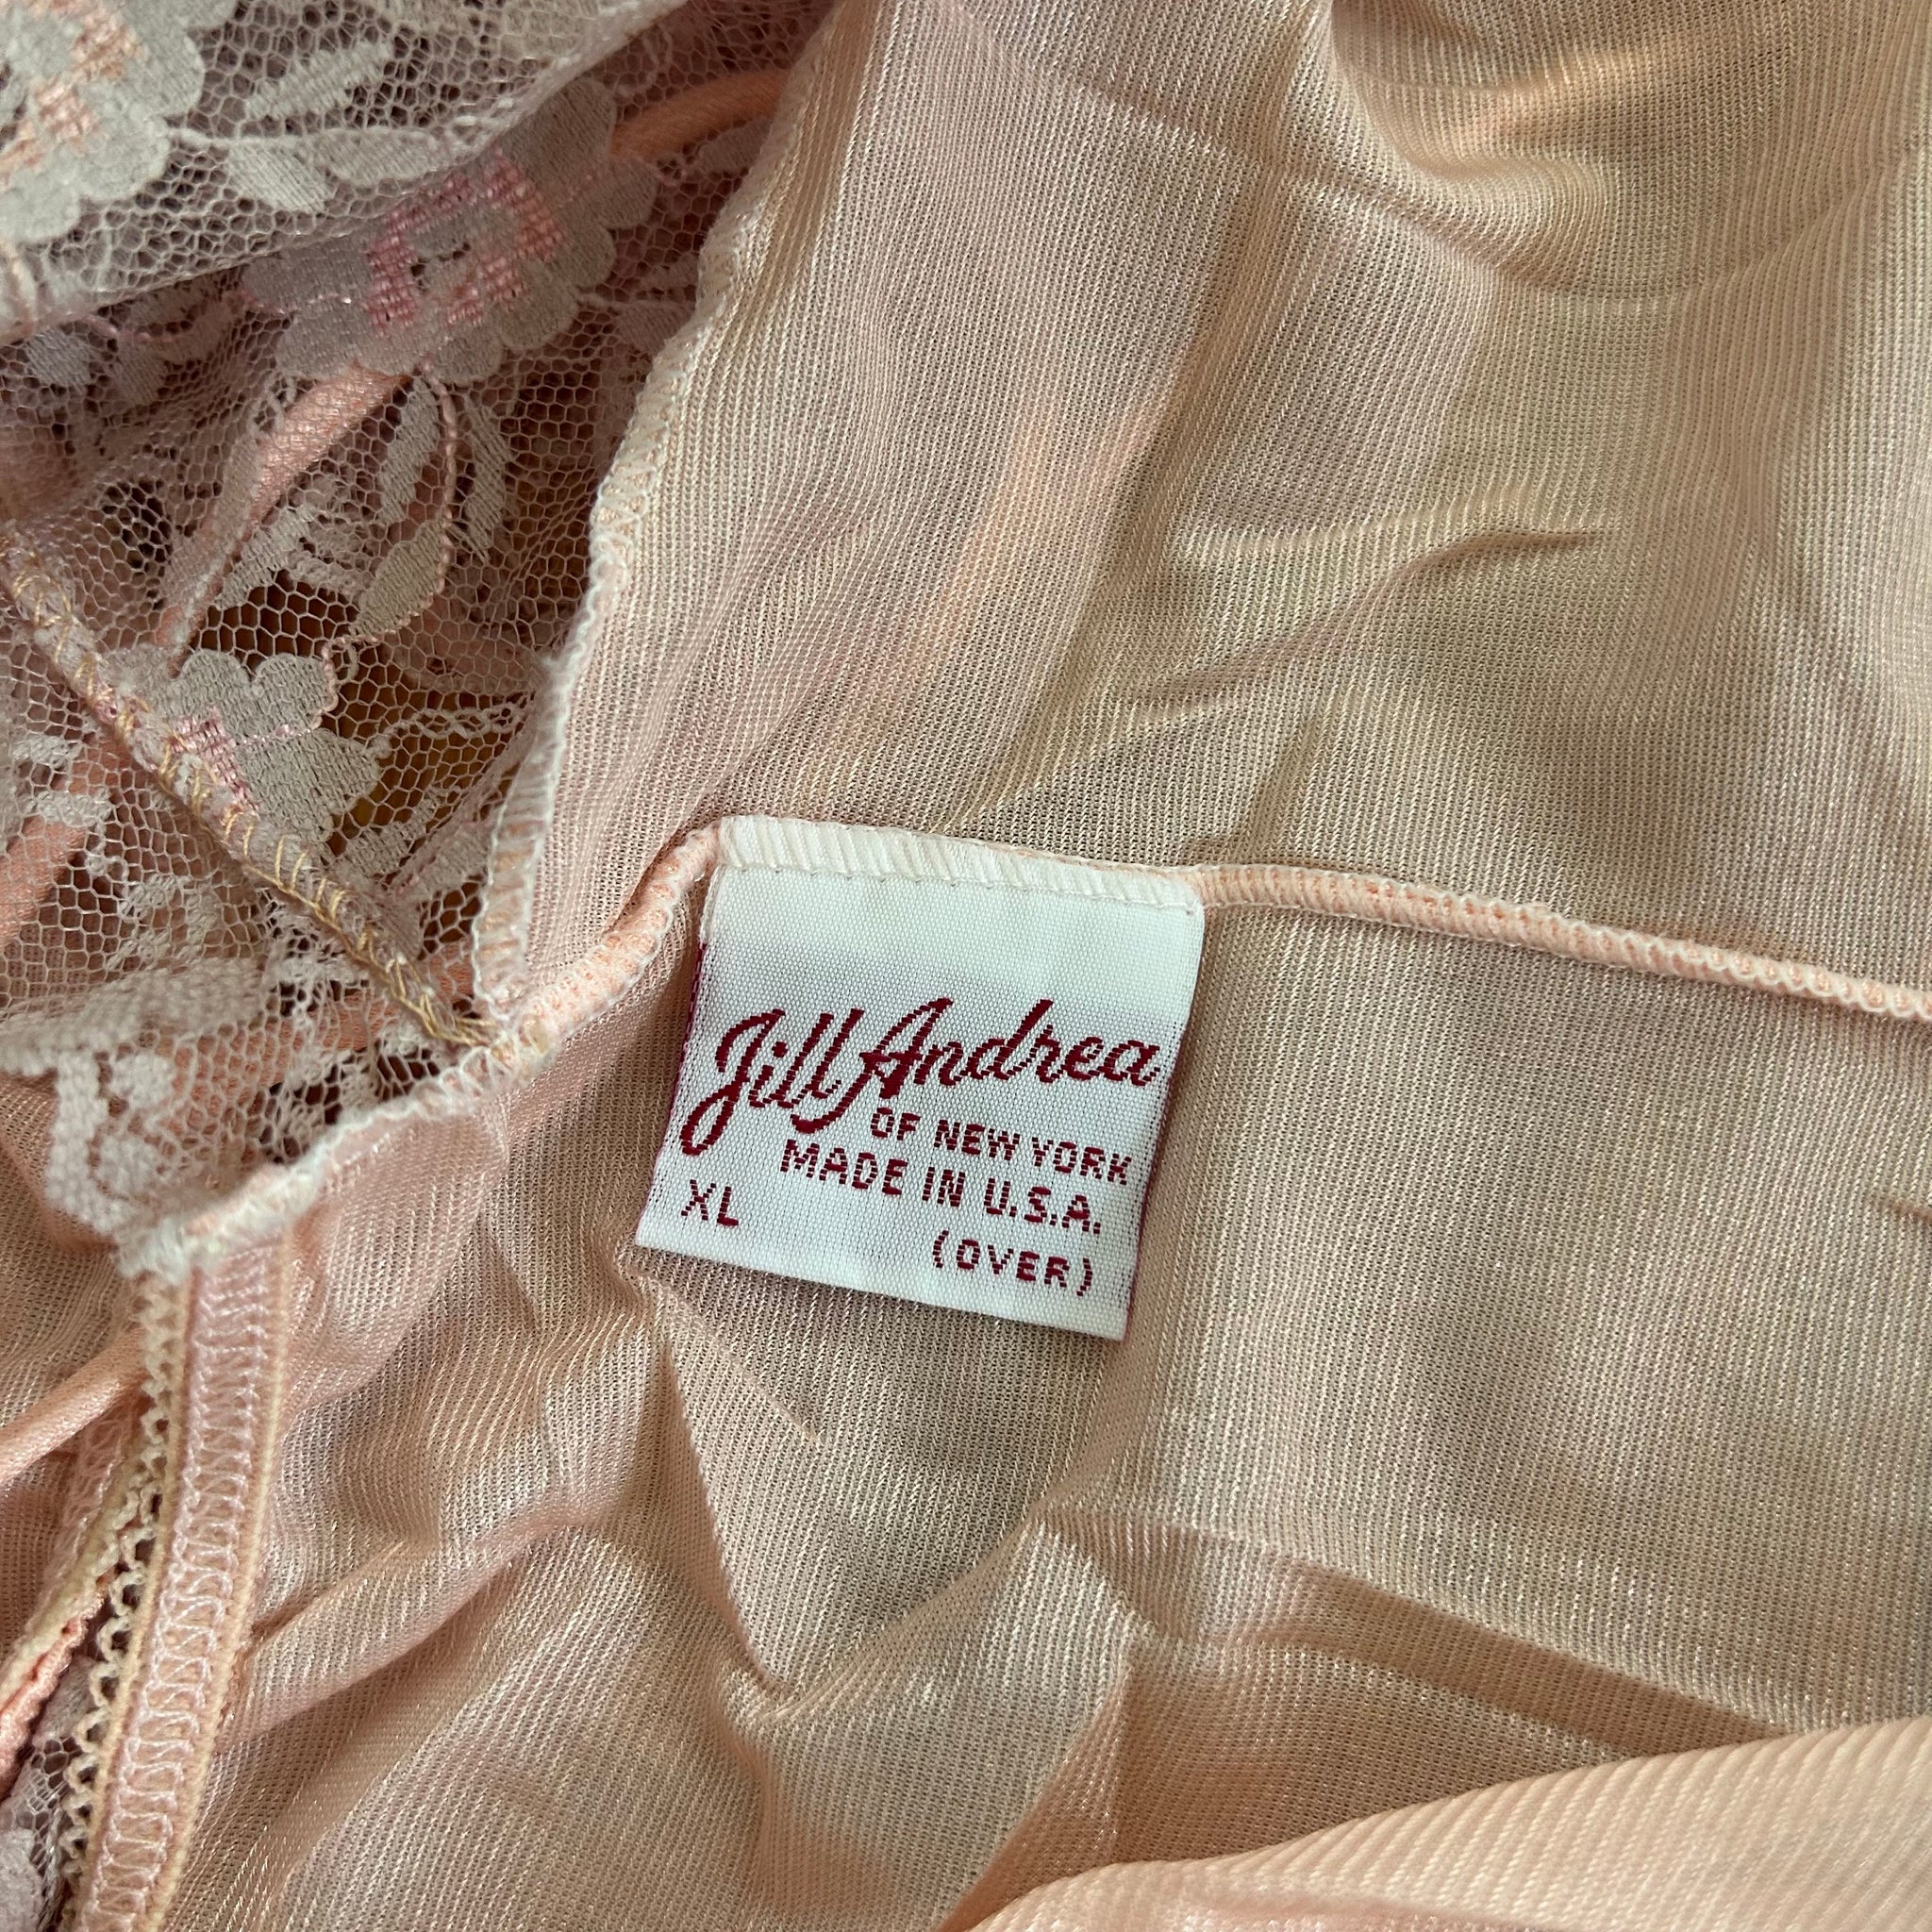 Jill Andrea
OF NEW YORK
MADE IN U.S.A.
XL
(OVER)